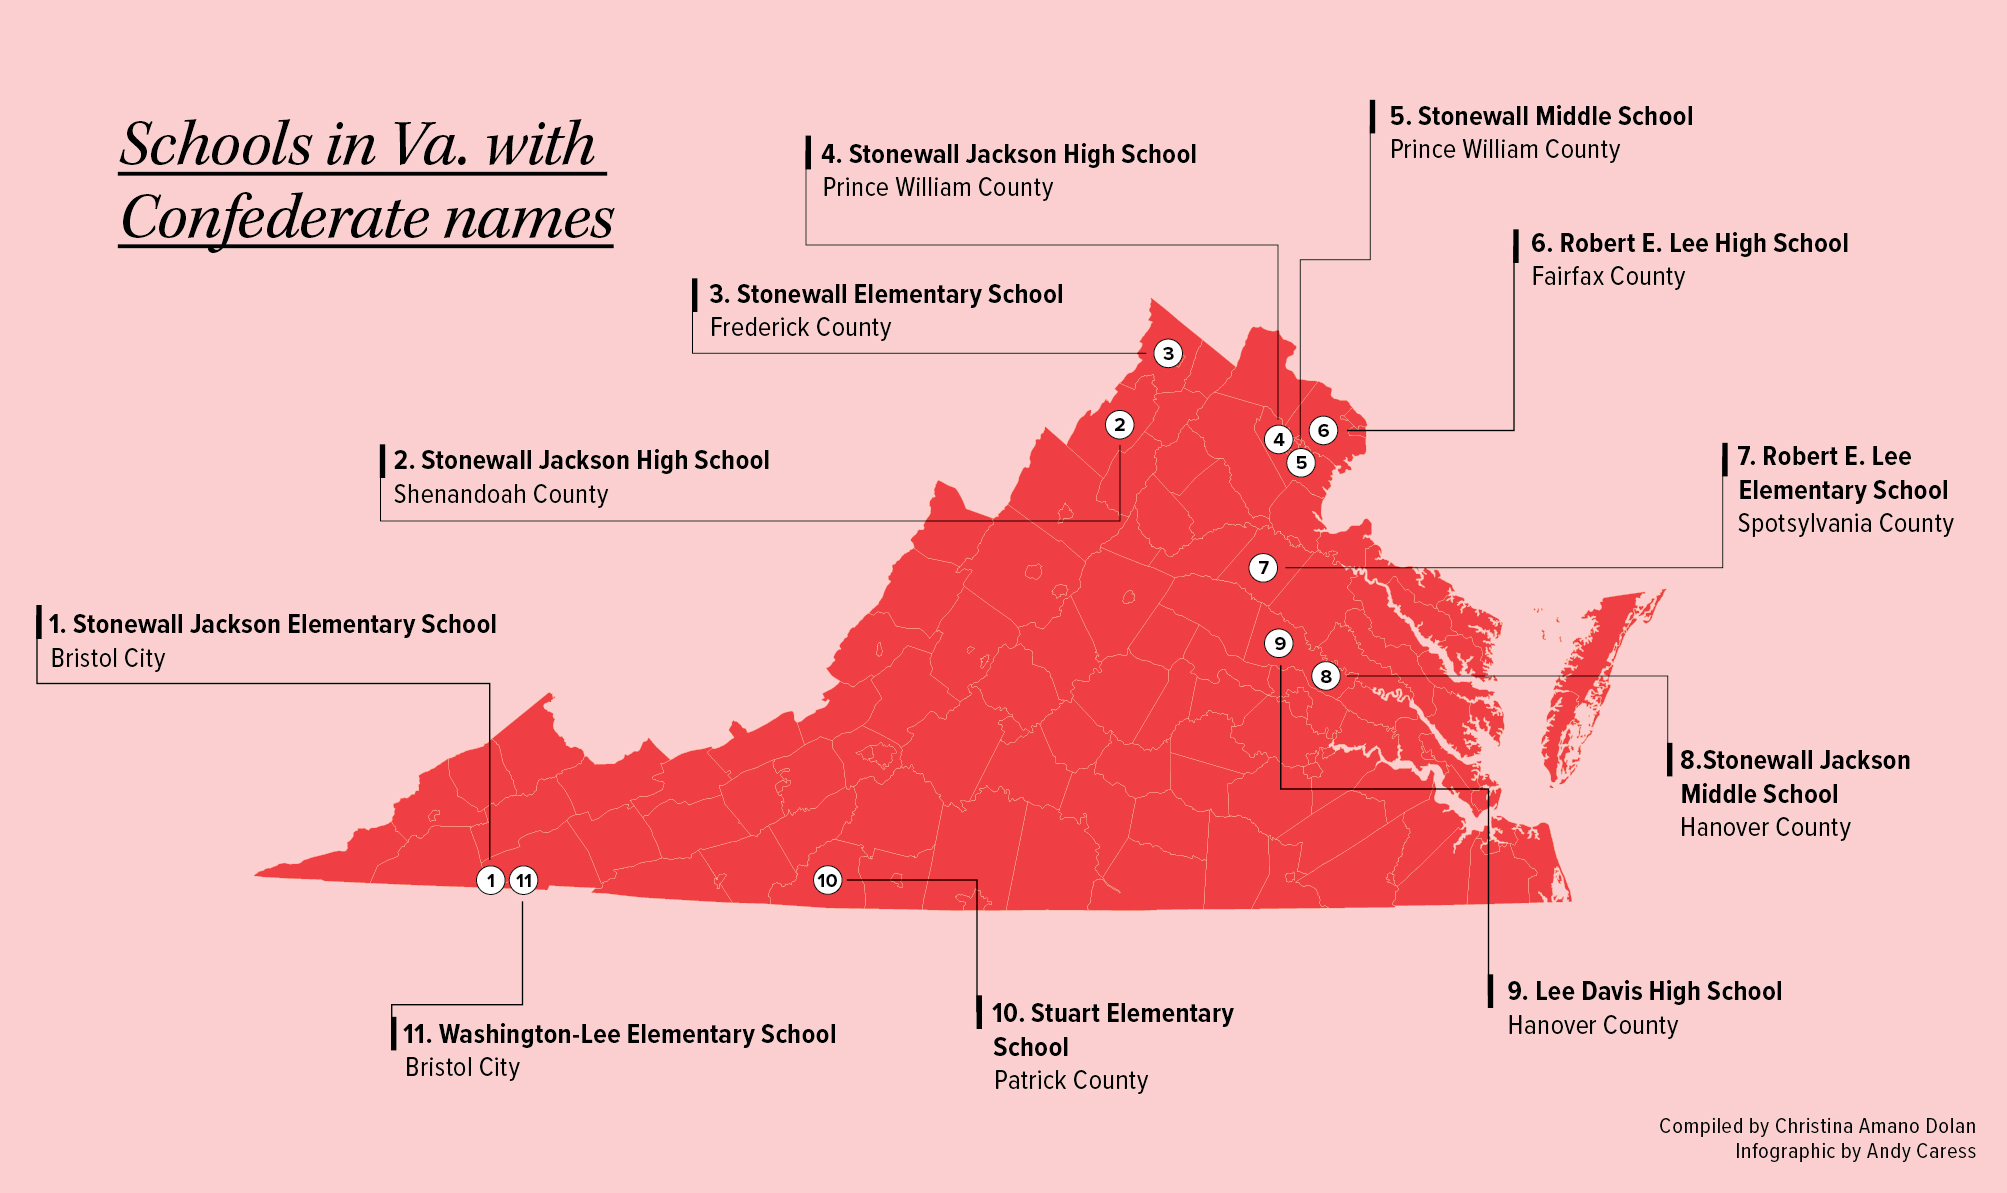 Schools in Va. with
Confederate names
4. Stonewall Jackson High School
Prince William County
5. Stonewall Middle School
Prince William County
6. Robert E. Lee High School
Fairfax County
3. Stonewall Elementary School
Frederick County
2. Stonewall Jackson High School
Shenandoah County
7. Robert E. Lee
Elementary School
Spotsylvania County
1. Stonewall Jackson Elementary School
Bristol City
8.Stonewall Jackson
Middle School
Hanover County
9. Lee Davis High School
Hanover County
10. Stuart Elementary
School
Patrick County
11. Washington-Lee Elementary School
Bristol City
3
2
4
6
5
7
9
8
1
11
10
Compiled by Christina Amano Dolan
Infographic by Andy Caress